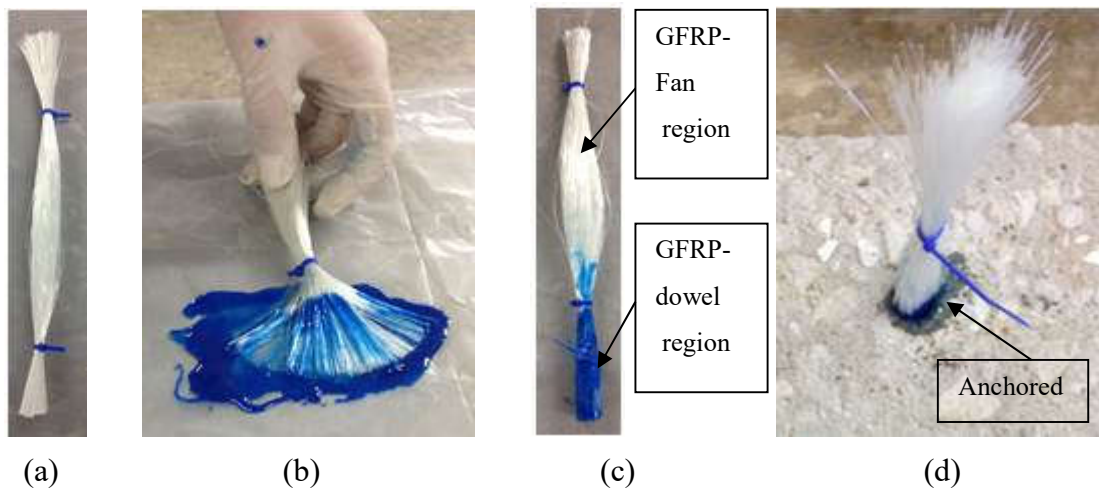 GFRP-
Fan
region
GFRP-
dowel
region
Anchored
(a)
(b)
(c)
(d)